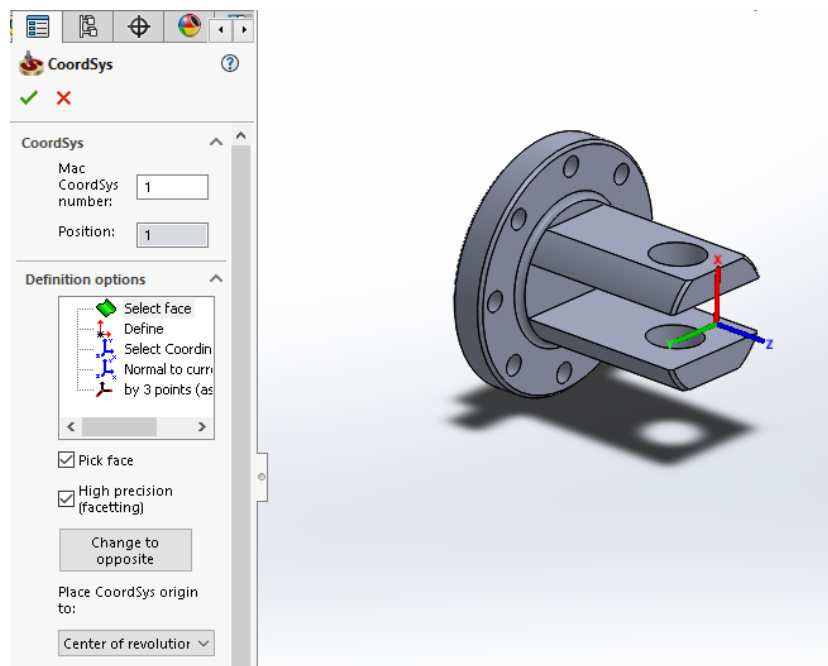 CoordSys
CoordSys
Mac
CoordSys
number:
1
Position:
1
Definition options
Select face
Define
Select Coordin
Normal to curr
by 3 points (as
Pick face
High precision
(facetting)
Change to
opposite
Place CoordSys origin
to:
Center of revolution
X
Y
Z